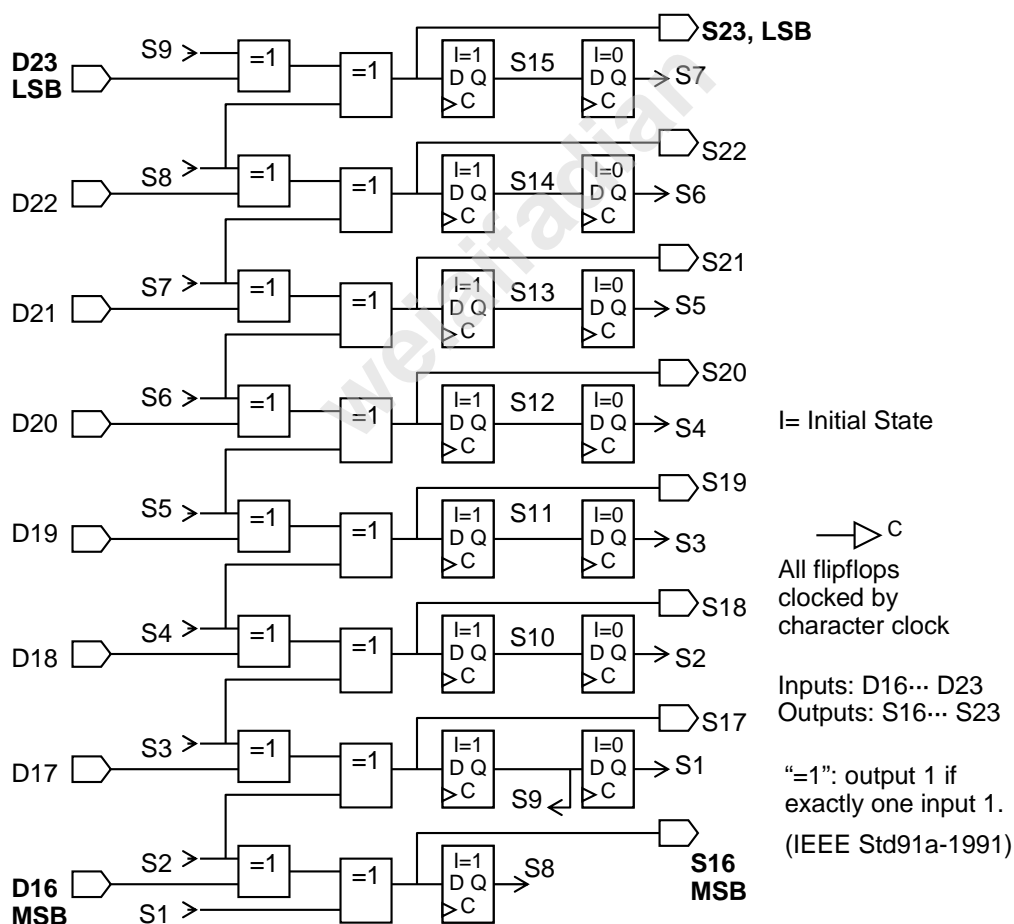 S23, LSB
D23
LSB
S9
=1
=1
I=1
D Q
C
S15
I=0
D Q
C
S7
S22
D22
S8
=1
=1
I=1
D Q
C
S14
I=0
D Q
C
S6
S21
D21
S7
=1
=1
I=1
D Q
C
S13
I=0
D Q
C
S5
S20
D20
S6
=1
=1
I=1
D Q
C
S12
I=0
D Q
C
S4
I= Initial State
S19
D19
S5
=1
=1
I=1
D Q
C
S11
I=0
D Q
C
S3
C
All flipflops
clocked by
character clock
S18
D18
S4
=1
=1
I=1
D Q
C
S10
I=0
D Q
C
S2
Inputs: D16··· D23
Outputs: S16··· S23
S17
D17
S3
=1
=1
I=1
D Q
C
S9
I=0
D Q
C
S1
“=1”: output 1 if
exactly one input 1.
(IEEE Std91a-1991)
D16
MSB
S2
S1
=1
=1
I=1
D Q
C
S8
S16
MSB
weiaifadian